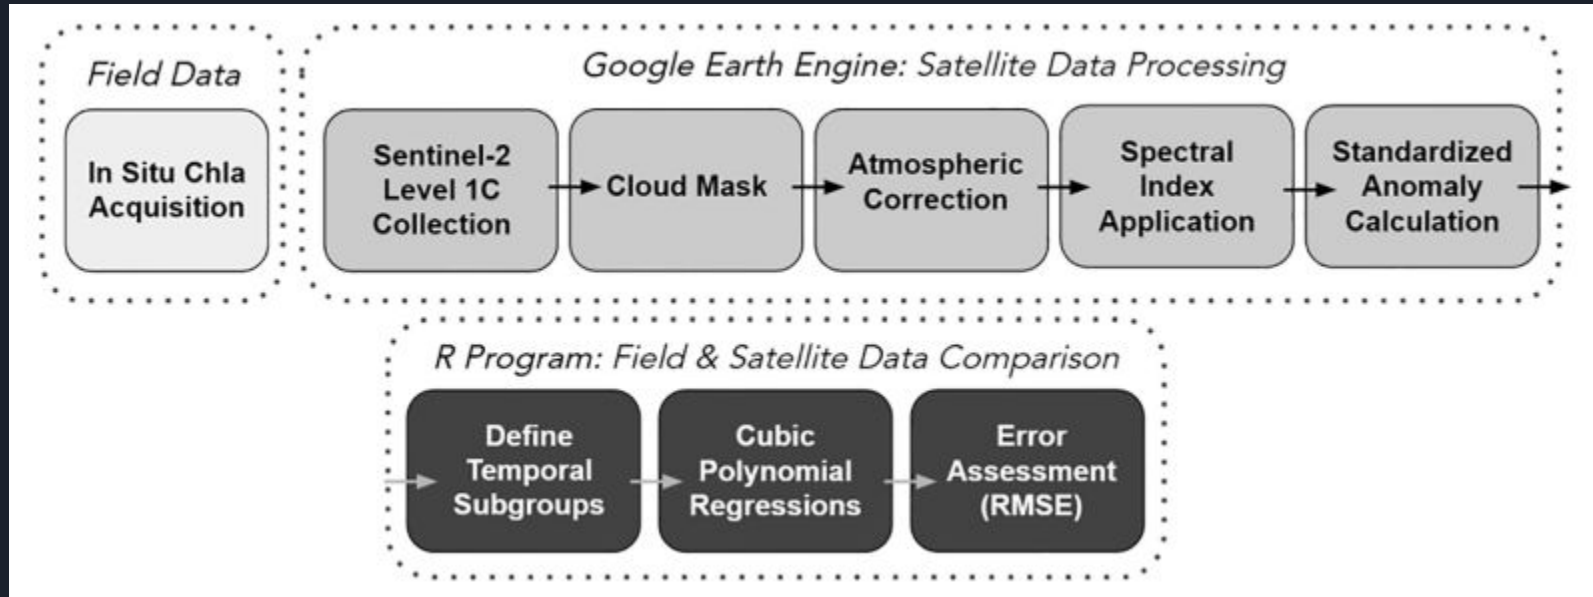 Field Data
In Situ Chla
Acquisition
Google Earth Engine: Satellite Data Processing
Sentinel-2
Level 1C
Collection
Cloud Mask
Atmospheric
Correction
Spectral
Index
Application
Standardized
Anomaly
Calculation
R Program: Field & Satellite Data Comparison
Define
Temporal
Subgroups
Cubic
Polynomial
Regressions
Error
Assessment
(RMSE)